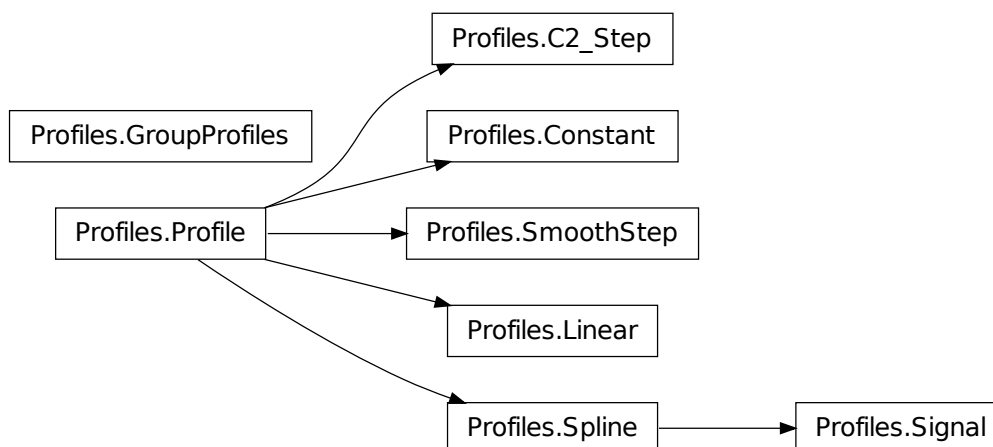 Profiles.C2_Step
Profiles.GroupProfiles
Profiles.Constant
Profiles.Profile
Profiles.SmoothStep
Profiles.Linear
Profiles.Spline
Profiles.Signal